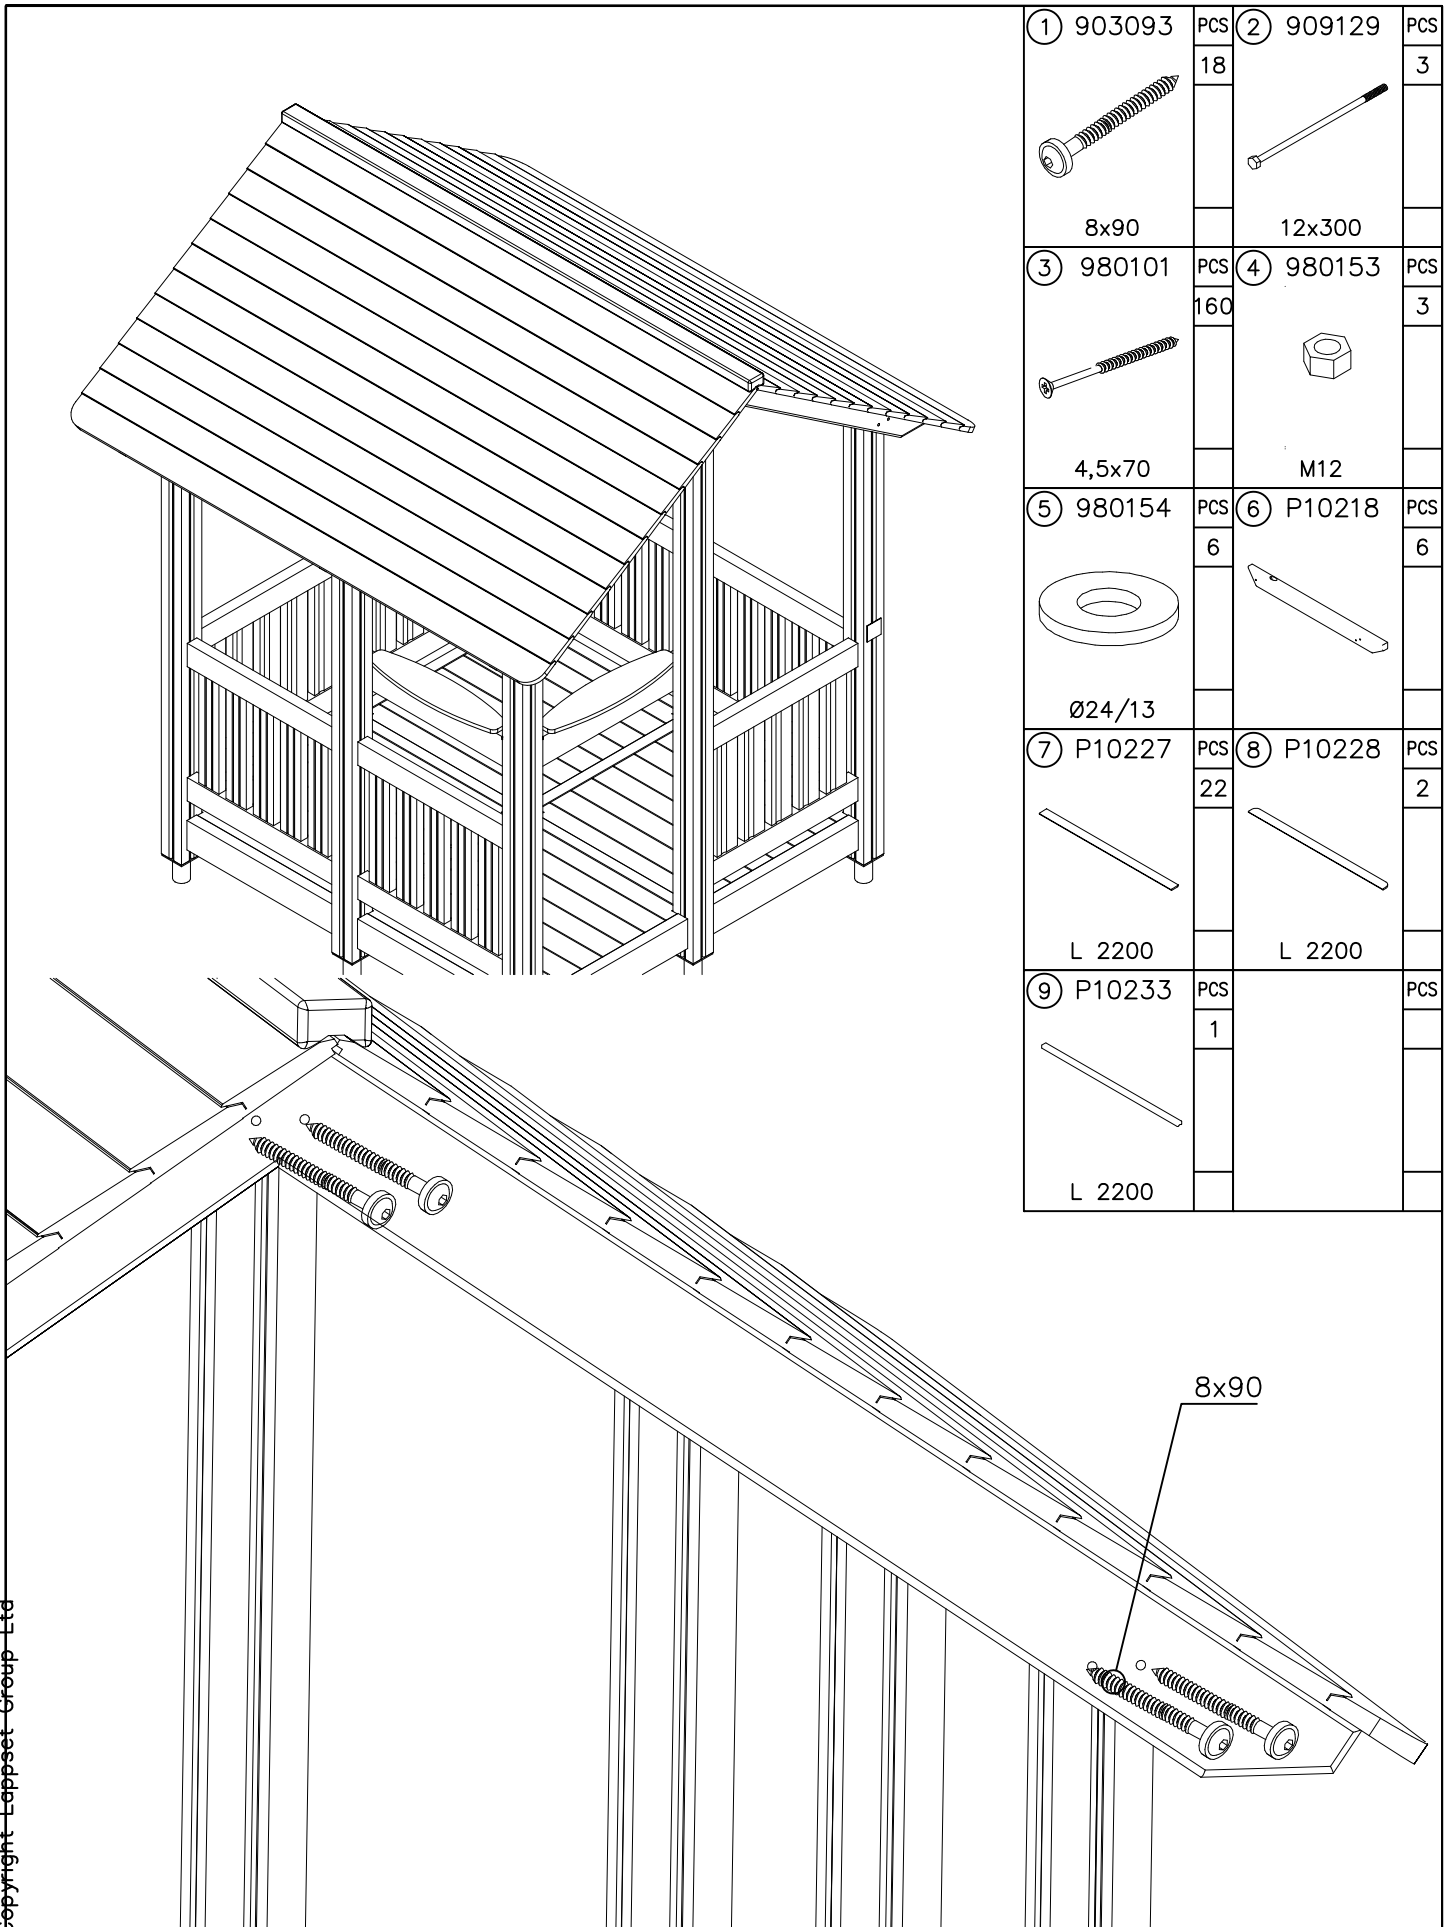 1 903093 PCS
18
8x90
2 909129 PCS
3
12x300
3 980101 PCS
160
4,5x70
4 980153 PCS
3
M12
5 980154 PCS
6
Ø24/13
6 P10218 PCS
6
7 P10227 PCS
22
L 2200
8 P10228 PCS
2
L 2200
9 P10233 PCS
1
L 2200
PCS
8x90
Copyright Lappset Group Ltd